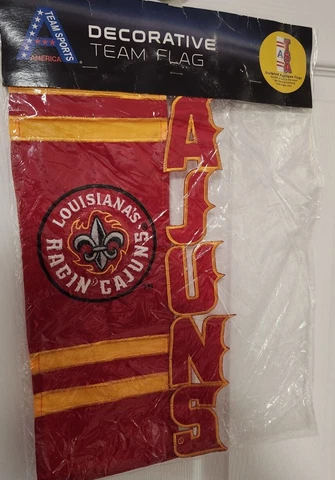 TEAM SPORTS
AMERICA
DECORATIVE
TEAM FLAG
LOUISIANA'S
RAGIN' CAJUNS
AJUNS